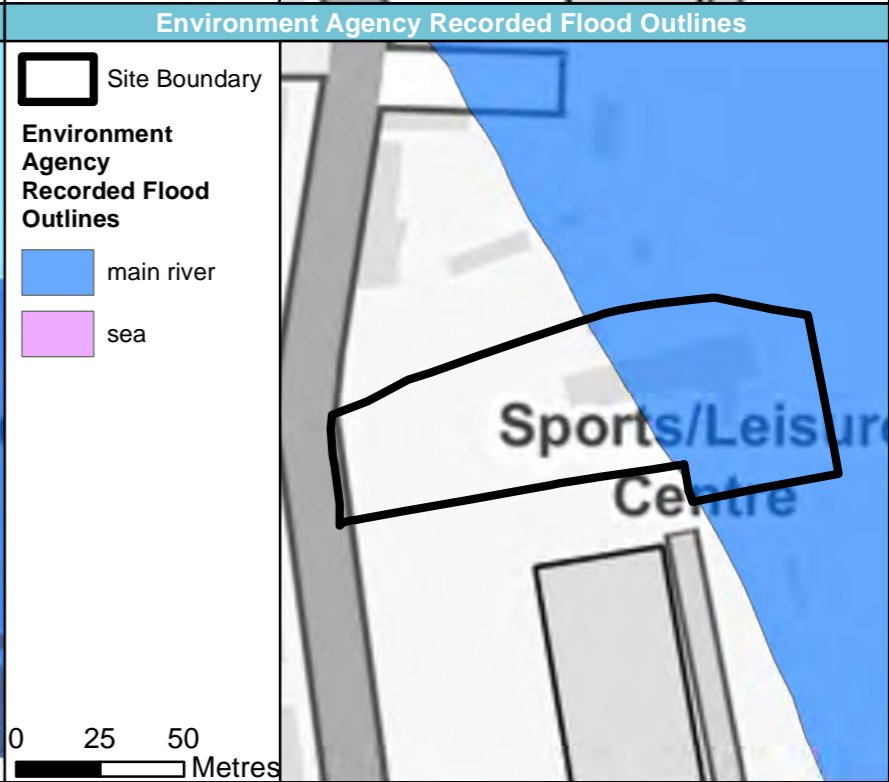 Environment Agency Recorded Flood Outlines
Site Boundary
Environment
Agency
Recorded Flood
Outlines
main river
sea
0 25 50
Metres
Sports/Leisure
Centre